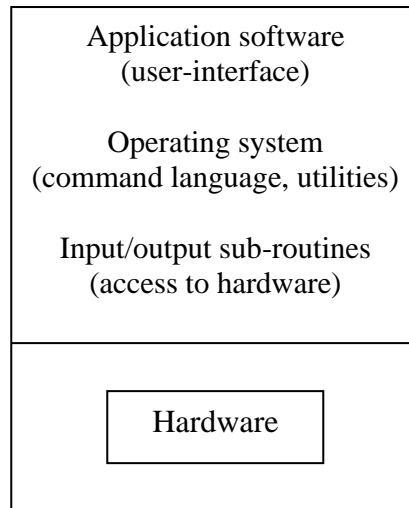 Application software
(user-interface)
Operating system
(command language, utilities)
Input/output sub-routines
(access to hardware)
Hardware